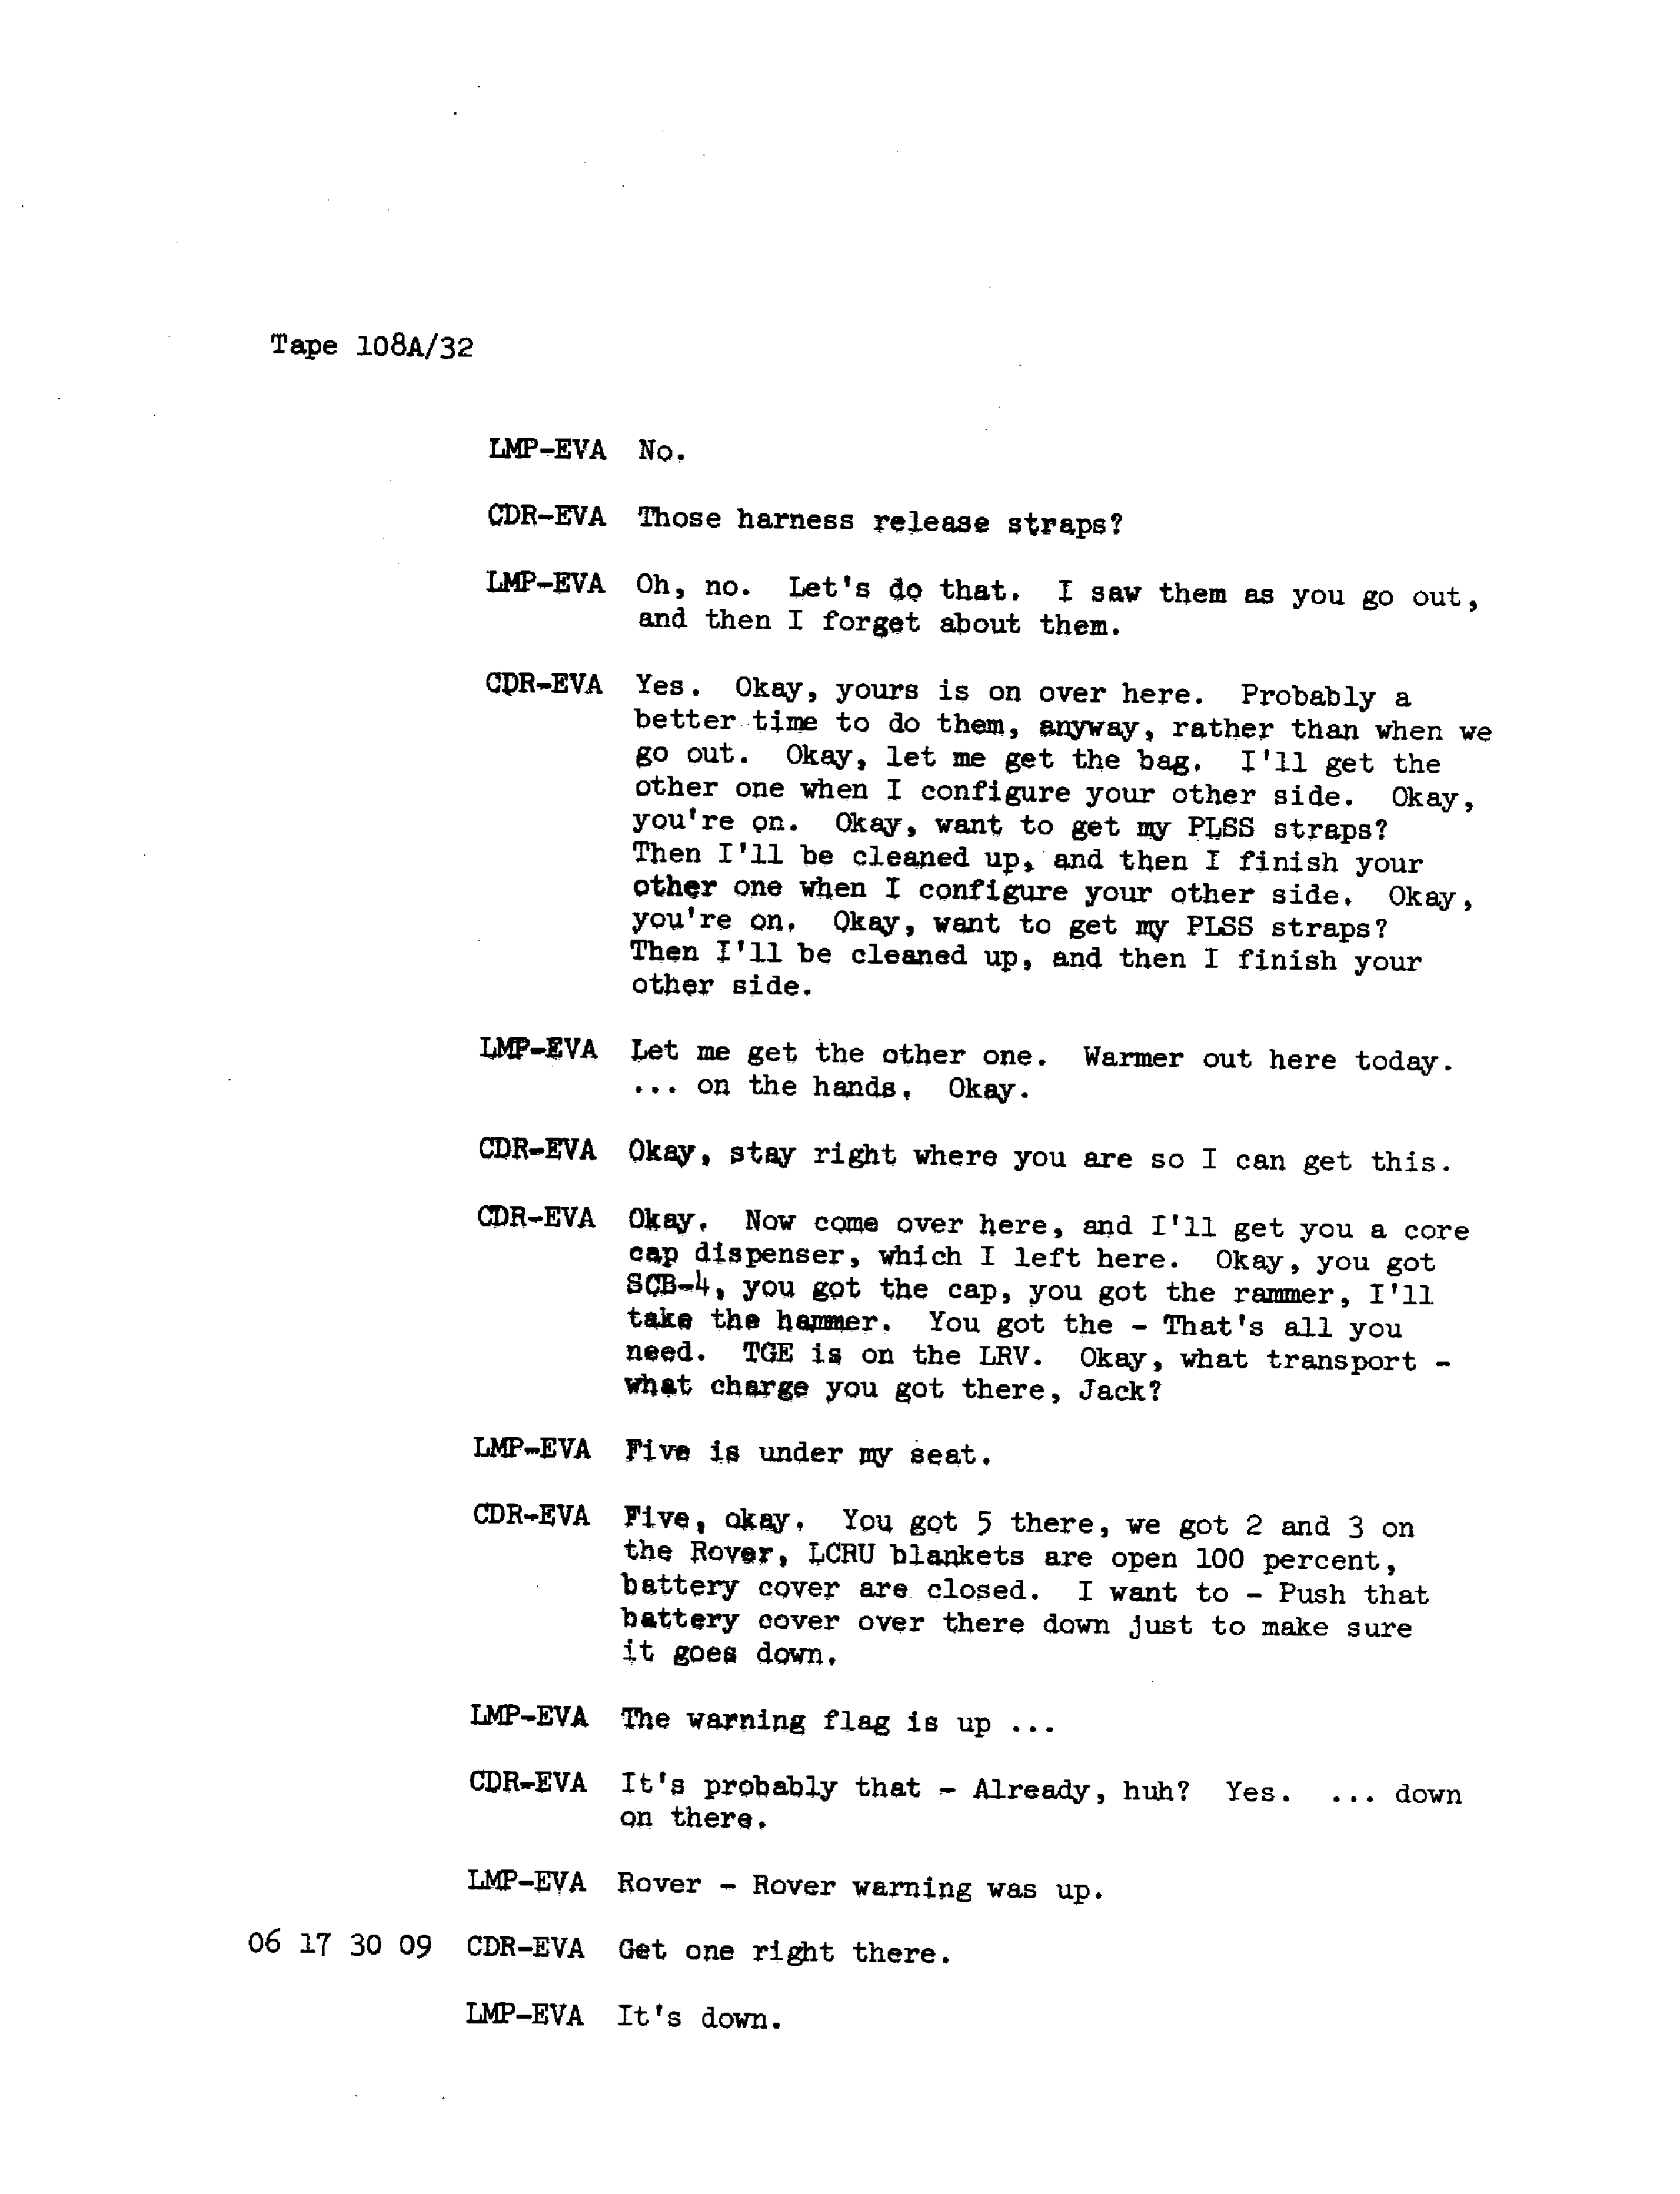 Tape 108A/32
LMP-EVA No.
CDR-EVA Those harness release straps?
LMP-EVA Oh, no. Let's do that. I saw them as you go out,
and then I forget about them.
CDR-EVA Yes. Okay, yours is on over here. Probably a
better time to do them, anyway, rather than when we
go out. Okay, let me get the bag. I'll get the
other one when I configure your other side. Okay,
you're on. Okay, want to get my PLSS straps?
Then I'll be cleaned up, and then I finish your
other one when I configure your other side. Okay,
you're on. Okay, want to get my PLSS straps?
Then I'll be cleaned up, and then I finish your
other side.
LMP-EVA Let me get the other one. Warmer out here today.
... on the hands. Okay.
CDR-EVA Okay, stay right where you are so I can get this.
CDR-EVA Okay. Now come over here, and I'll get you a core
cap dispenser, which I left here. Okay, you got
SCB-4, you got the cap, you got the rammer, I'll
take the hammer. You got the - That's all you
need. TGE is on the LRV. Okay, what transport -
what charge you got there, Jack?
LMP-EVA Five is under my seat.
CDR-EVA Five, okay. You got 5 there, we got 2 and 3 on
the Rover, LCRU blankets are open 100 percent,
battery cover are closed. I want to - Push that
battery cover over there down just to make sure
it goes down.
LMP-EVA The warning flag is up ...
CDR-EVA It's probably that - Already, huh? Yes. ... down
on there.
LMP-EVA Rover - Rover warning was up.
06 17 30 09 CDR-EVA Get one right there.
LMP-EVA It's down.